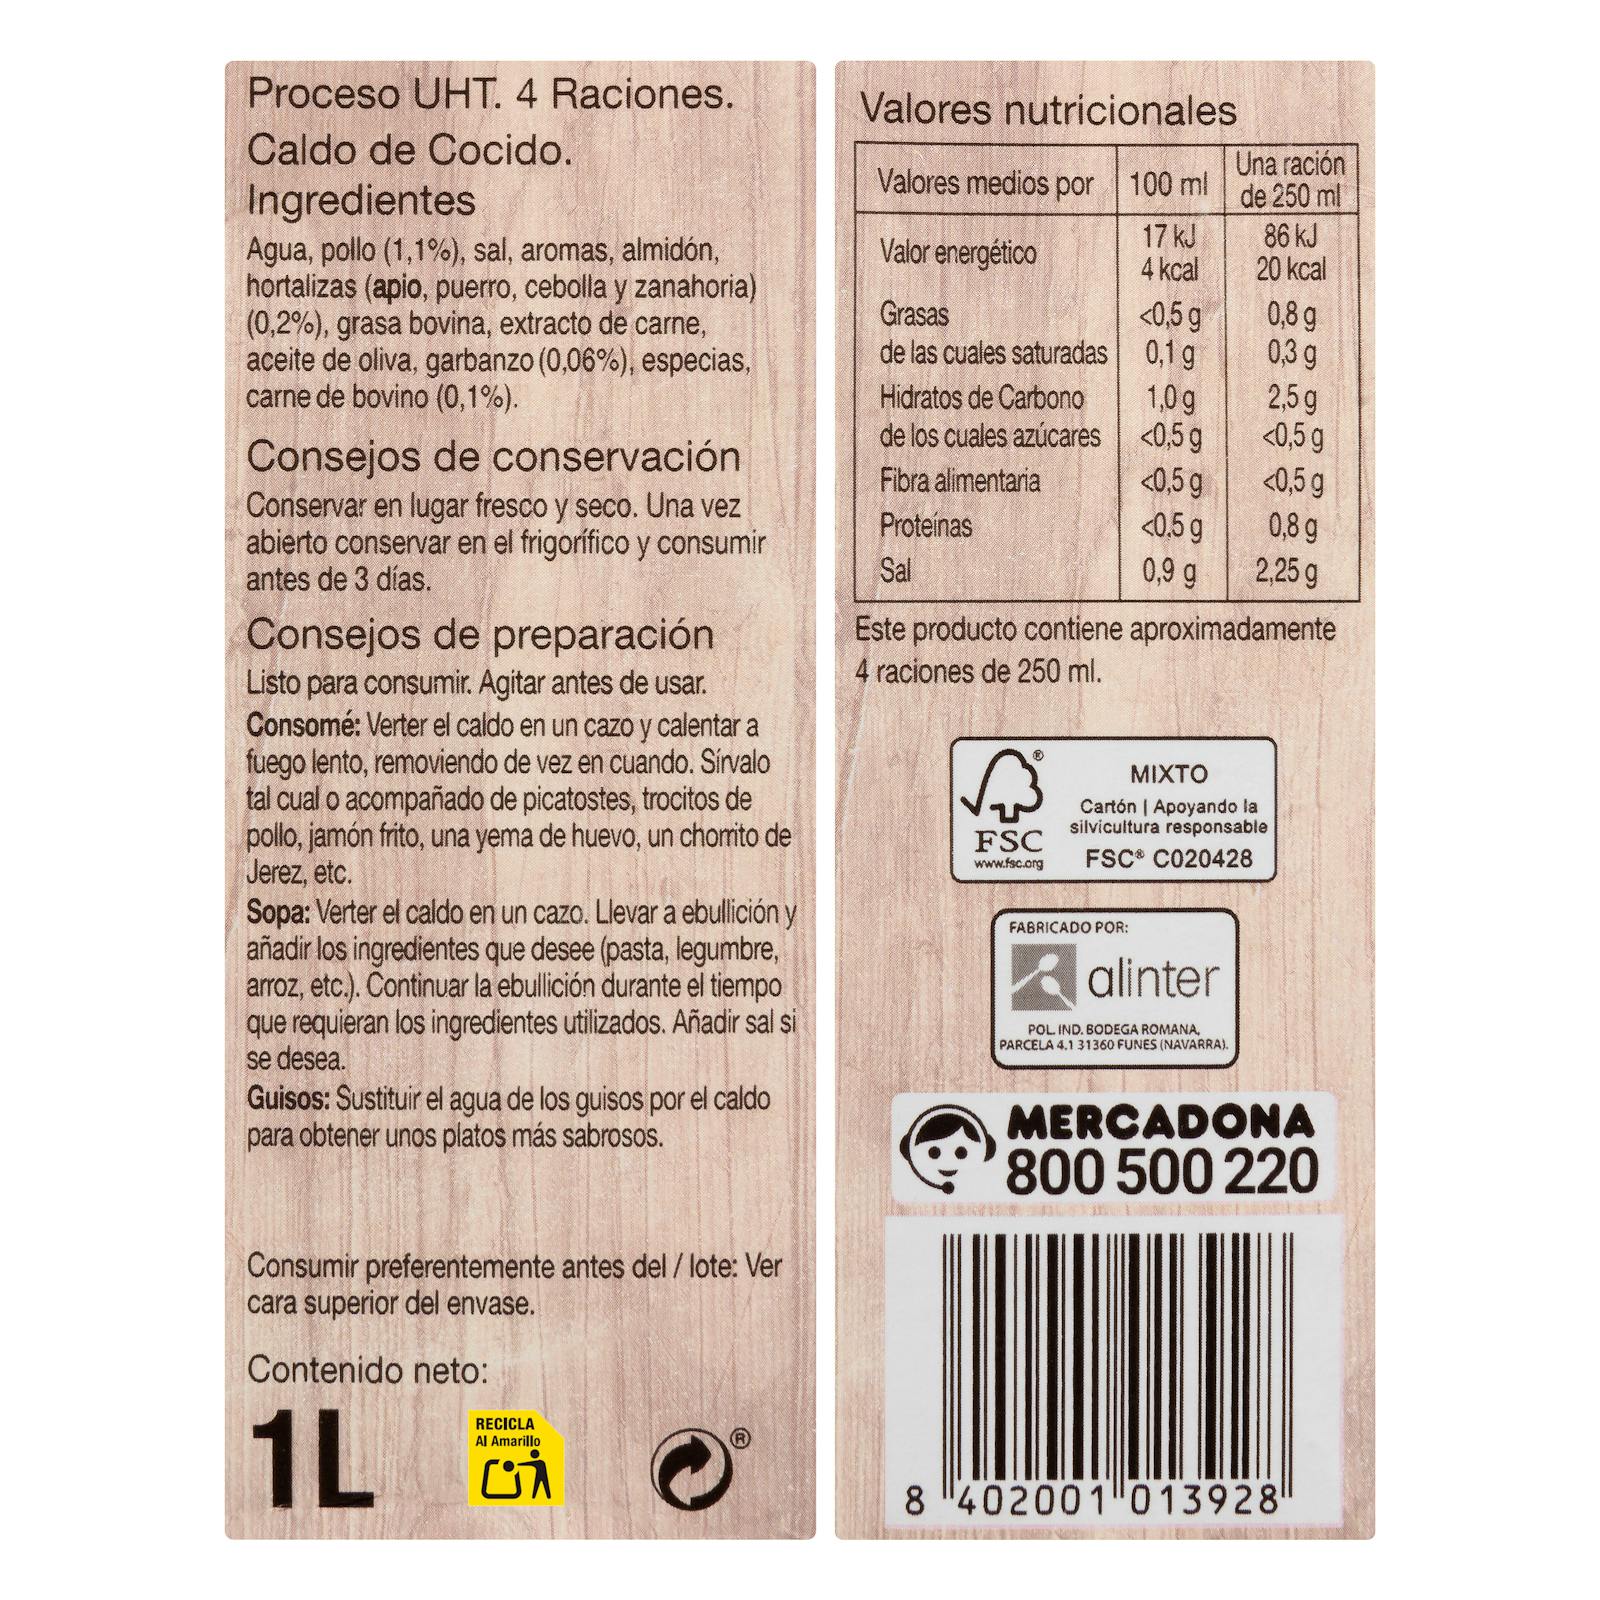 Proceso UHT. 4 Raciones.
Caldo de Cocido.
Ingredientes
Agua, pollo (1,1%), sal, aromas, almidón,
hortalizas (apio, puerro, cebolla y zanahoria)
(0,2%), grasa bovina, extracto de carne,
aceite de oliva, garbanzo (0,06%), especias,
carne de bovino (0,1%).
Consejos de conservación
Conservar en lugar fresco y seco. Una vez
abierto conservar en el frigorífico y consumir
antes de 3 días.
Consejos de preparación
Listo para consumir. Agitar antes de usar.
Consomé: Verter el caldo en un cazo y calentar a
fuego lento, removiendo de vez en cuando. Sírvalo
tal cual o acompañado de picatostes, trocitos de
pollo, jamón frito, una yema de huevo, un chorrito de
Jerez, etc.
Sopa: Verter el caldo en un cazo. Llevar a ebullición y
añadir los ingredientes que desee (pasta, legumbre,
arroz, etc.). Continuar la ebullición durante el tiempo
que requieran los ingredientes utilizados. Añadir sal si
se desea.
Guisos: Sustituir el agua de los guisos por el caldo
para obtener unos platos más sabrosos.
Consumir preferentemente antes del / lote: Ver
cara superior del envase.
Contenido neto:
1L
RECICLA
Al Amarillo
®
Valores nutricionales
Valores medios por 100 ml Una ración de 250 ml
Valor energético 17 kJ 86 kJ
4 kcal 20 kcal
Grasas <0,5 g 0,8 g
de las cuales saturadas 0,1 g 0,3 g
Hidratos de Carbono 1,0 g 2,5 g
de los cuales azúcares <0,5 g <0,5 g
Fibra alimentaria <0,5 g <0,5 g
Proteínas <0.5 g 0,8 g
Sal 0,9 g 2,25 g
Este producto contiene aproximadamente
4 raciones de 250 ml.
®
FSC
www.fsc.org
MIXTO
Cartón | Apoyando la
silvicultura responsable
FSC® C020428
FABRICADO POR:
alinter
POL. IND. BODEGA ROMANA,
PARCELA 4.1 31360 FUNES (NAVARRA).
MERCADONA
800 500 220
8 402001 013928